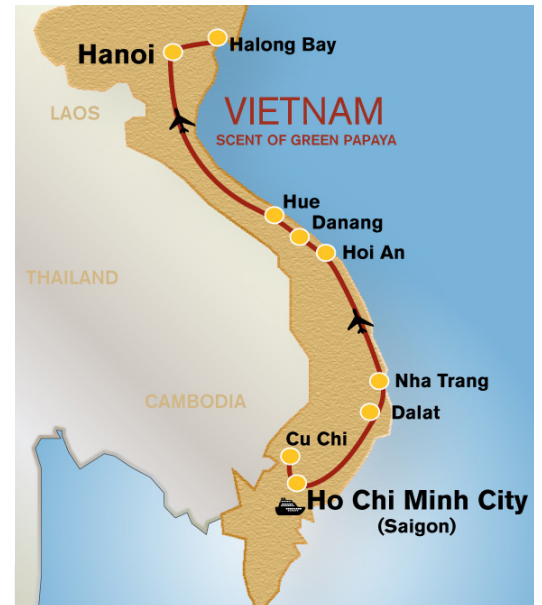 Hanoi
Halong Bay
LAOS
VIETNAM
SCENT OF GREEN PAPAYA
Hue
Danang
Hoi An
THAILAND
Nha Trang
CAMBODIA
Dalat
Cu Chi
Ho Chi Minh City
(Saigon)